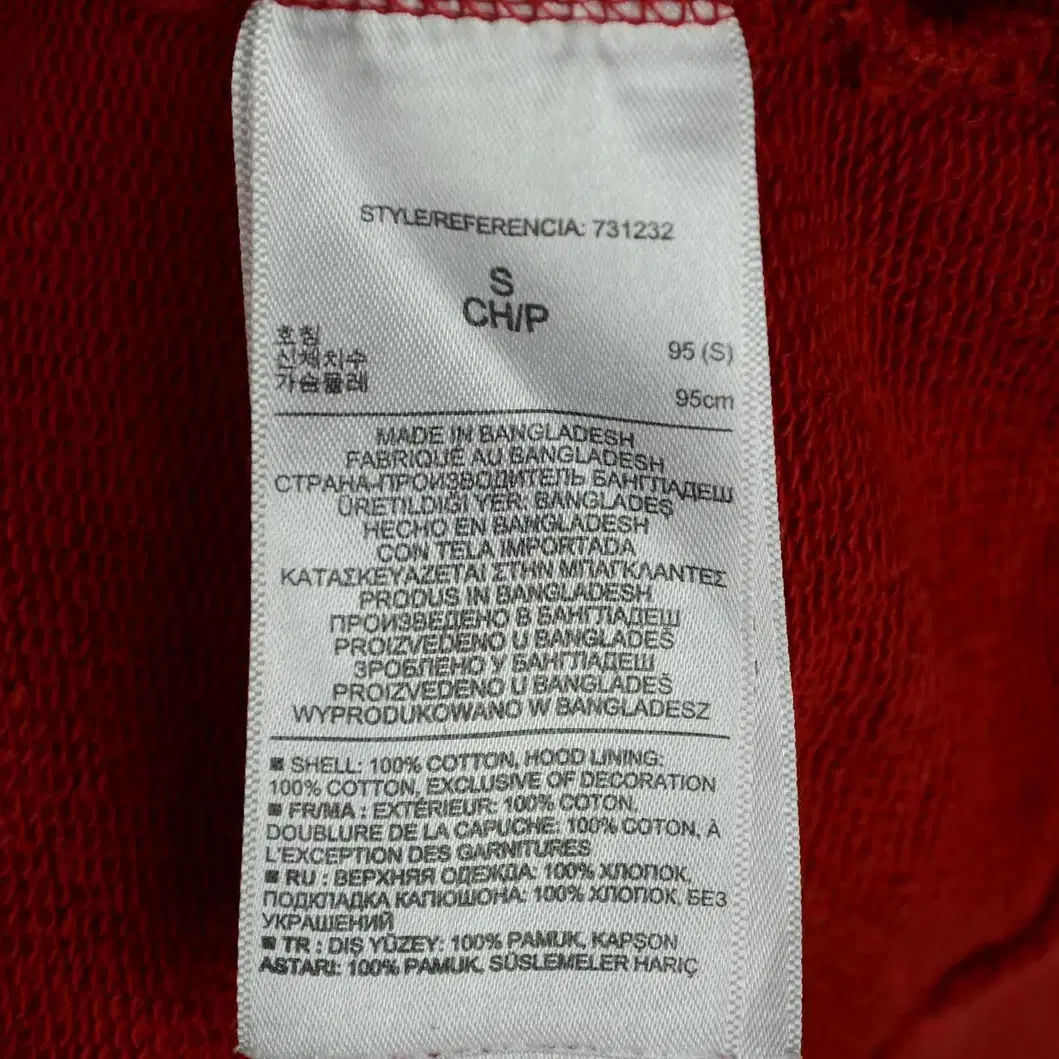 STYLE/REFERENCIA: 731232
S
CH/P
호칭
신체치수 95 (S)
가슴둘레 95cm
MADE IN BANGLADESH
FABRIQUÉ AU BANGLADESH
СТРАНА-ПРОИЗВОДИТЕЛЬ БАНГЛАДЕШ
ÜRETILDIĞI YER: BANGLADEŞ
HECHO EN BANGLADESH
CON TELA IMPORTADA
ΚΑΤΑΣΚΕΥΑΖΕΤΑΙ ΣΤΗΝ ΜΠΑΓΚΛΑΝΤΕΣ
PRODUS IN BANGLADESH
ПРОИЗВЕДЕНО В БАНГЛАДЕШ
PROIZVEDENO U BANGLADEŠ
ЗРОБЛЕНО У БАНГЛАДЕШ
PROIZVEDENO U BANGLADEŠ
WYPRODUKOWANO W BANGLADESZ
■ SHELL: 100% COTTON, HOOD LINING:
100% COTTON, EXCLUSIVE OF DECORATION
■ FR/MA : EXTÉRIEUR: 100% COTON,
DOUBLURE DE LA CAPUCHE: 100% COTON, À
L'EXCEPTION DES GARNITURES
■ RU : ВЕРХНЯЯ ОДЕЖДА: 100% ХЛОПОК,
ПОДКЛАДКА КАПЮШОНА: 100% ХЛОПОК, БЕЗ
УКРАШЕНИЙ
■ TR : DIŞ YÜZEY: 100% PAMUK, KAPŞON
ASTARI: 100% PAMUK, SÜSLEMELER HARIÇ